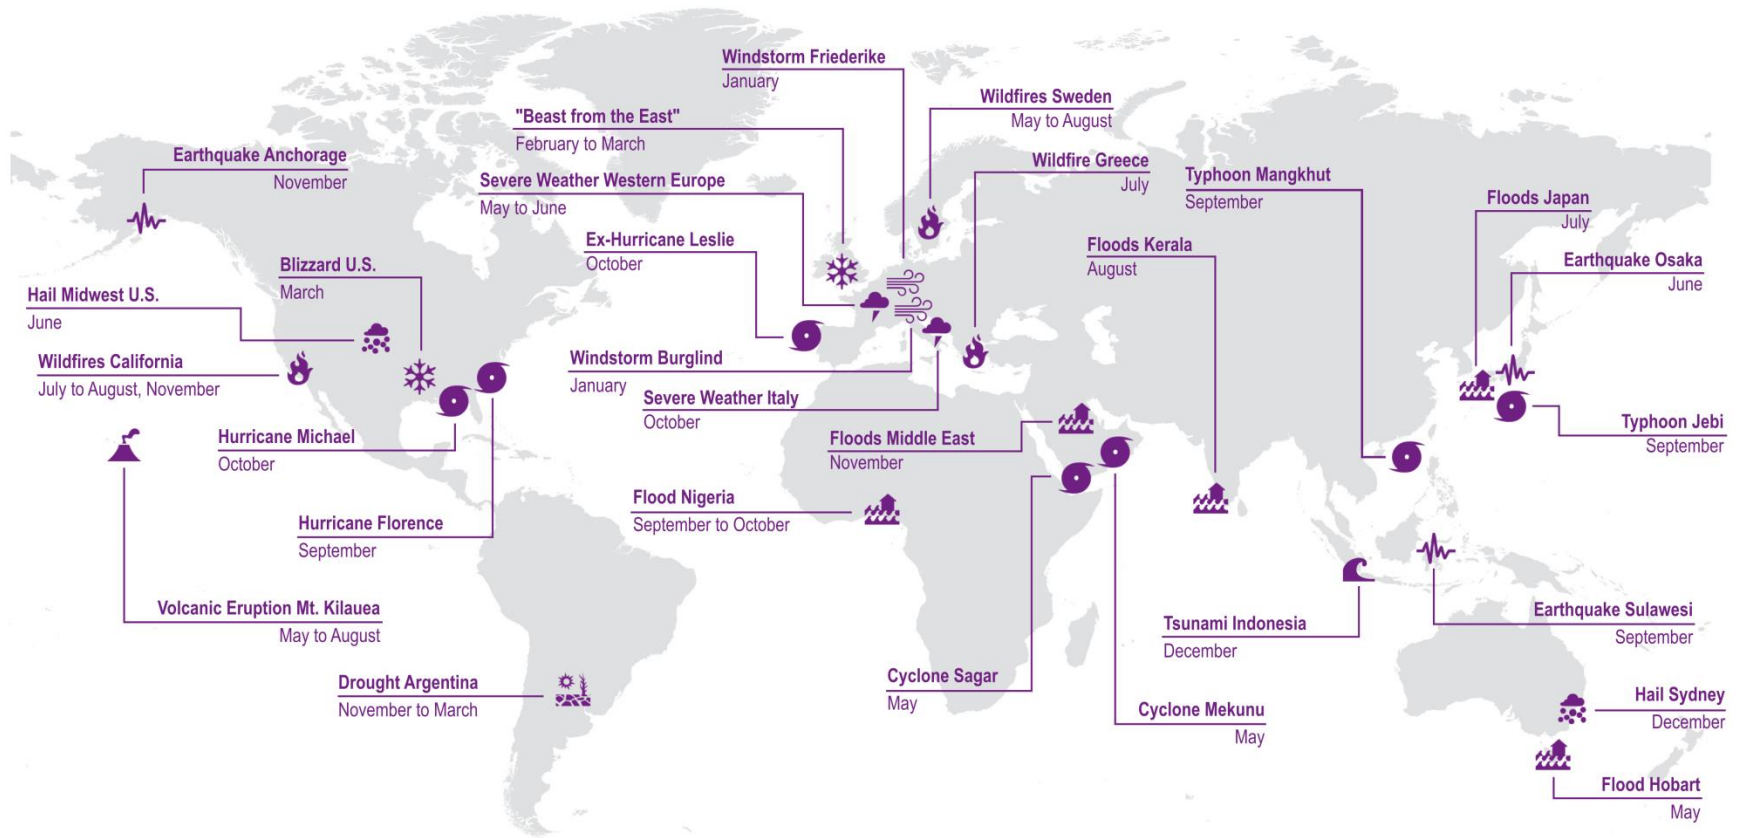 Windstorm Friederike
January
Wildfires Sweden
May to August
"Beast from the East"
February to March
Earthquake Anchorage
November
Wildfire Greece
July
Severe Weather Western Europe
May to June
Typhoon Mangkhut
September
Floods Japan
July
Ex-Hurricane Leslie
October
Floods Kerala
August
Earthquake Osaka
June
Blizzard U.S.
March
Hail Midwest U.S.
June
Wildfires California
July to August, November
Windstorm Burglind
January
Severe Weather Italy
October
Typhoon Jebi
September
Hurricane Michael
October
Floods Middle East
November
Flood Nigeria
September to October
Hurricane Florence
September
Volcanic Eruption Mt. Kilauea
May to August
Tsunami Indonesia
December
Earthquake Sulawesi
September
Drought Argentina
November to March
Cyclone Sagar
May
Cyclone Mekunu
May
Hail Sydney
December
Flood Hobart
May